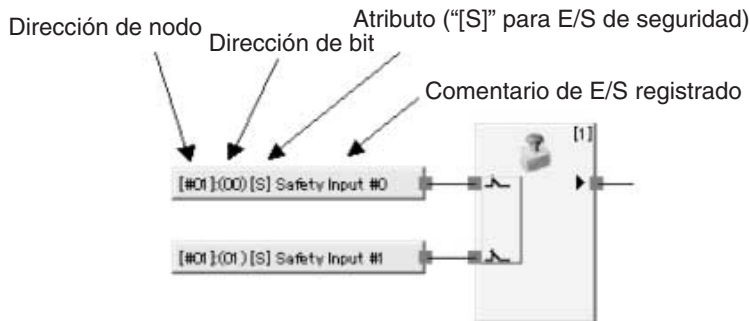 Dirección de nodo
Dirección de bit
Atributo (“[S]” para E/S de seguridad)
Comentario de E/S registrado
[1]
[#01]:(00)[S] Safety Input #0
[#01]:(01)[S] Safety Input #1